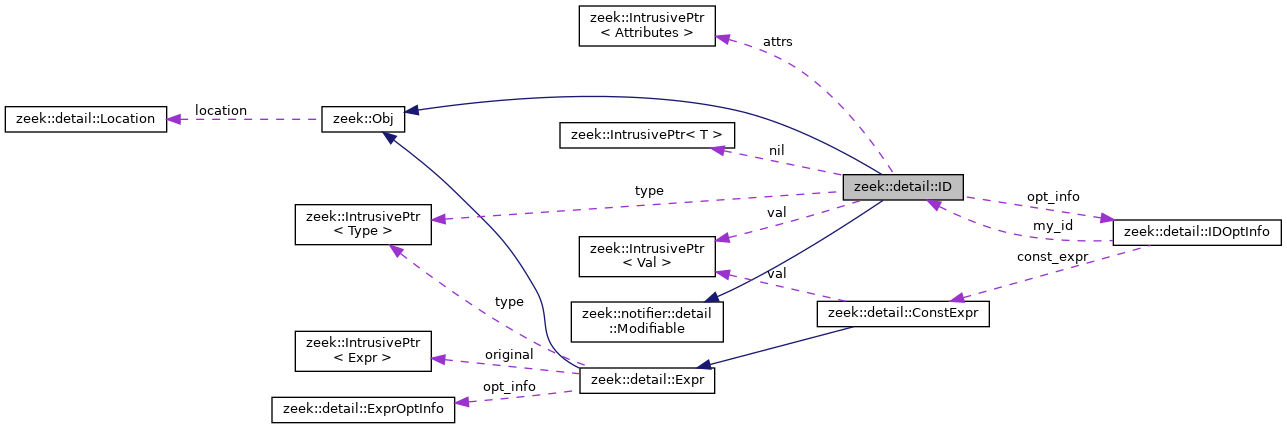 zeek::IntrusivePtr
< Attributes >
attrs
zeek::detail::Location
location
zeek::Obj
zeek::IntrusivePtr< T >
nil
zeek::detail::ID
type
opt_info
zeek::IntrusivePtr
< Type >
val
my_id
zeek::detail::IDOptInfo
zeek::IntrusivePtr
< Val >
const_expr
val
type
zeek::notifier::detail
::Modifiable
zeek::detail::ConstExpr
zeek::IntrusivePtr
< Expr >
original
zeek::detail::Expr
opt_info
zeek::detail::ExprOptInfo